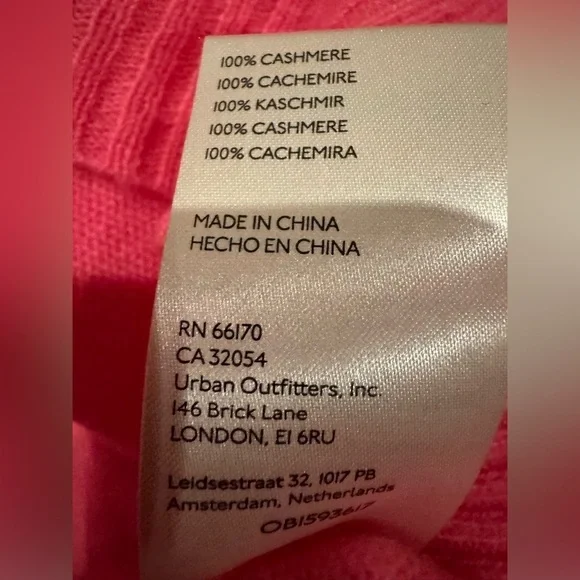 100% CASHMERE
100% CACHEMIRE
100% KASCHMIR
100% CASHMERE
100% CACHEMIRA
MADE IN CHINA
HECHO EN CHINA
RN 66170
CA 32054
Urban Outfitters, Inc.
146 Brick Lane
LONDON, E1 6RU
Leidsestraat 32, 1017 PB
Amsterdam, Netherlands